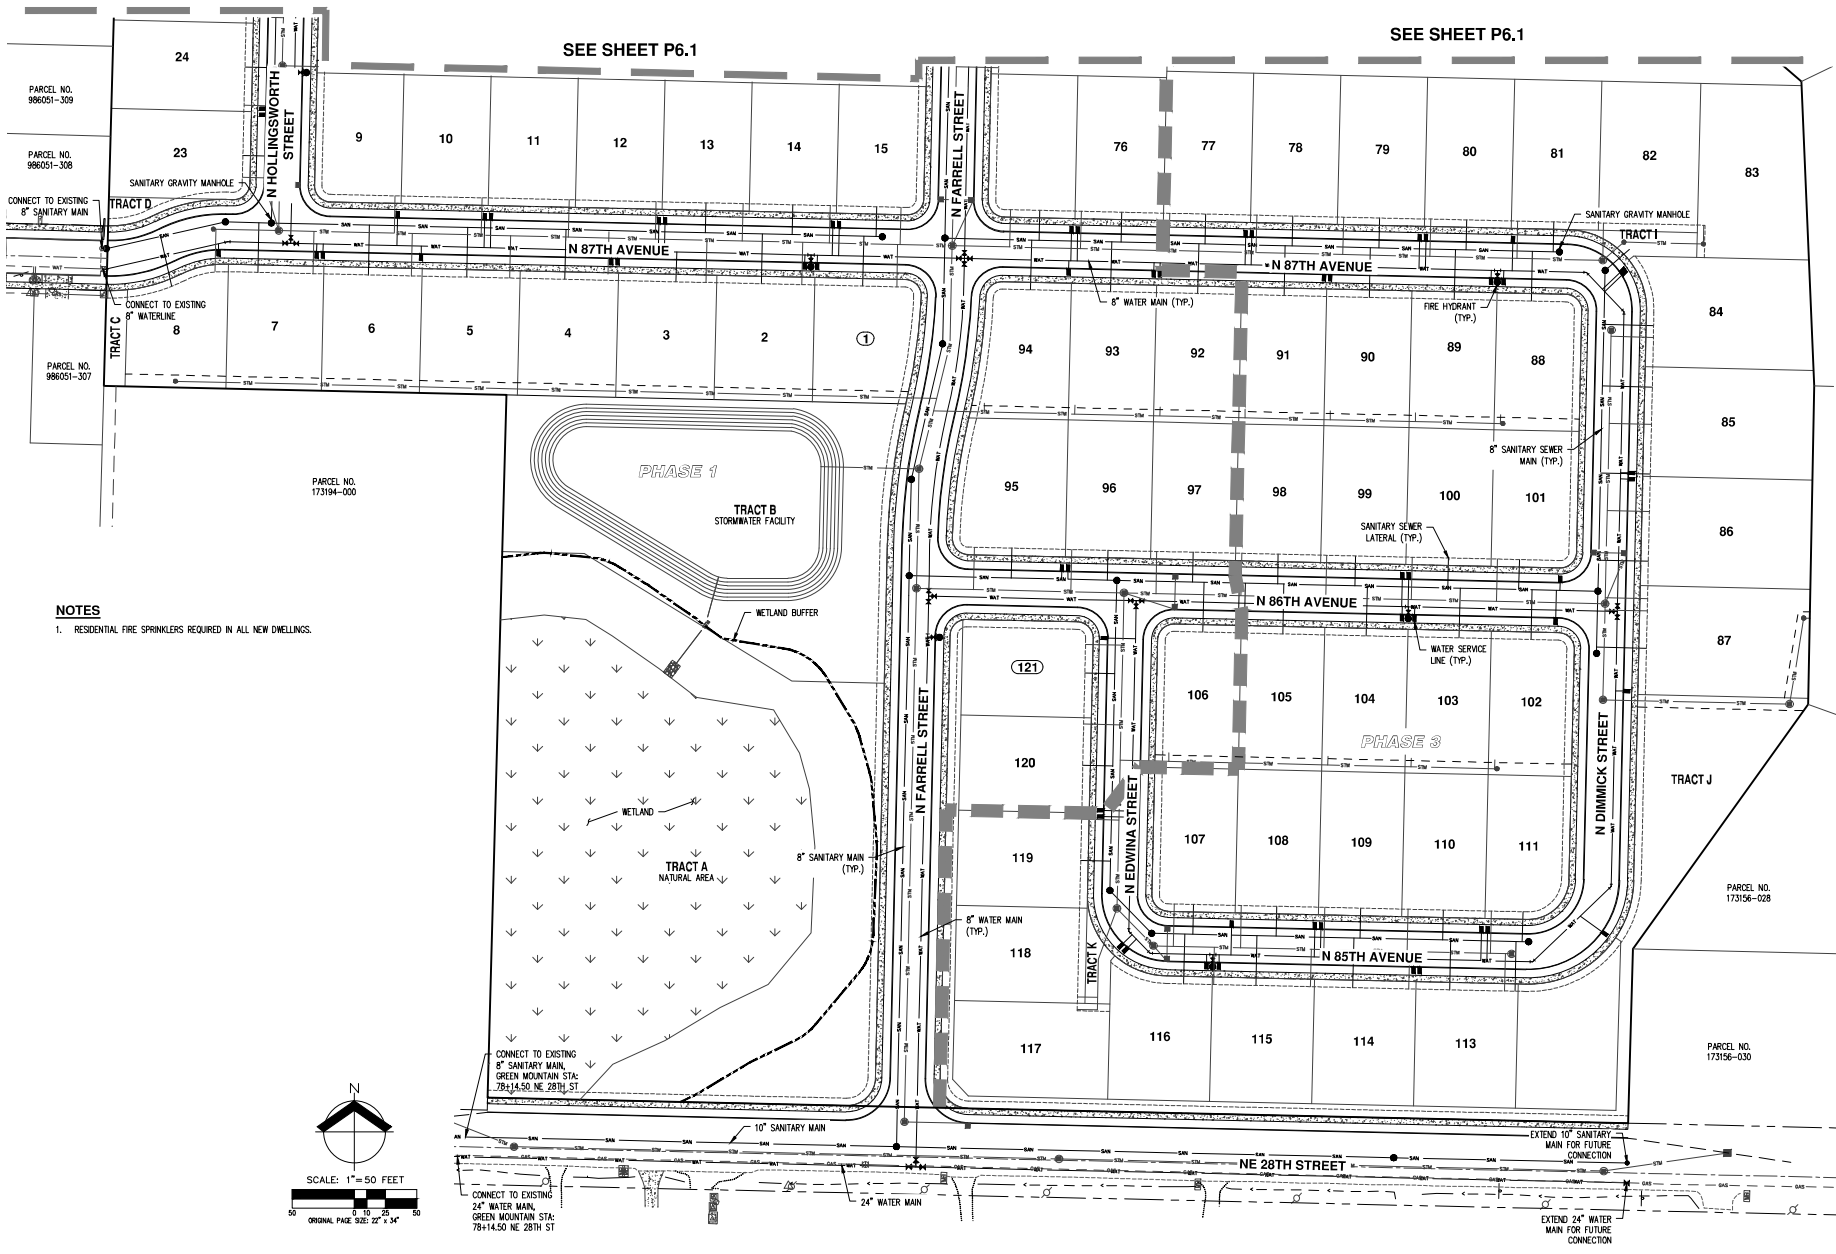 SEE SHEET P6.1
SEE SHEET P6.1
24
PARCEL NO.
986051-309
N HOLLINGSWORTH
STREET
9
10
11
12
13
14
15
N FARRELL STREET
76
77
78
79
80
81
82
83
23
PARCEL NO.
986051-308
SANITARY GRAVITY MANHOLE
CONNECT TO EXISTING
8" SANITARY MAIN
TRACT D
SANITARY GRAVITY MANHOLE
TRACT I
N 87TH AVENUE
N 87TH AVENUE
8" WATER MAIN (TYP.)
FIRE HYDRANT
(TYP.)
CONNECT TO EXISTING
8" WATERLINE
TRACT C
8
7
6
5
4
3
2
1
94
93
92
91
90
89
88
84
PARCEL NO.
986051-307
85
8" SANITARY SEWER
MAIN (TYP.)
PHASE 1
PARCEL NO.
173194-000
TRACT B
STORMWATER FACILITY
95
96
97
98
99
100
101
SANITARY SEWER
LATERAL (TYP.)
86
NOTES
1. RESIDENTIAL FIRE SPRINKLERS REQUIRED IN ALL NEW DWELLINGS.
WETLAND BUFFER
N 86TH AVENUE
WATER SERVICE
LINE (TYP.)
87
121
106
105
104
103
102
PHASE 3
N FARRELL STREET
120
N EDWINA STREET
N DIMMICK STREET
TRACT J
WETLAND
TRACT A
NATURAL AREA
8" SANITARY MAIN
(TYP.)
119
107
108
109
110
111
PARCEL NO.
173156-028
8" WATER MAIN
(TYP.)
118
TRACT K
N 85TH AVENUE
117
116
115
114
113
PARCEL NO.
173156-030
CONNECT TO EXISTING
8" SANITARY MAIN,
GREEN MOUNTAIN STA:
78+14.50 NE 28TH ST
N
SCALE: 1"=50 FEET
50 0 10 25 50
ORIGINAL PAGE SIZE: 22" x 34"
10" SANITARY MAIN
EXTEND 10" SANITARY
MAIN FOR FUTURE
CONNECTION
NE 28TH STREET
CONNECT TO EXISTING
24" WATER MAIN,
GREEN MOUNTAIN STA:
78+14.50 NE 28TH ST
24" WATER MAIN
EXTEND 24" WATER
MAIN FOR FUTURE
CONNECTION
SAN
STM
WAT
GAS